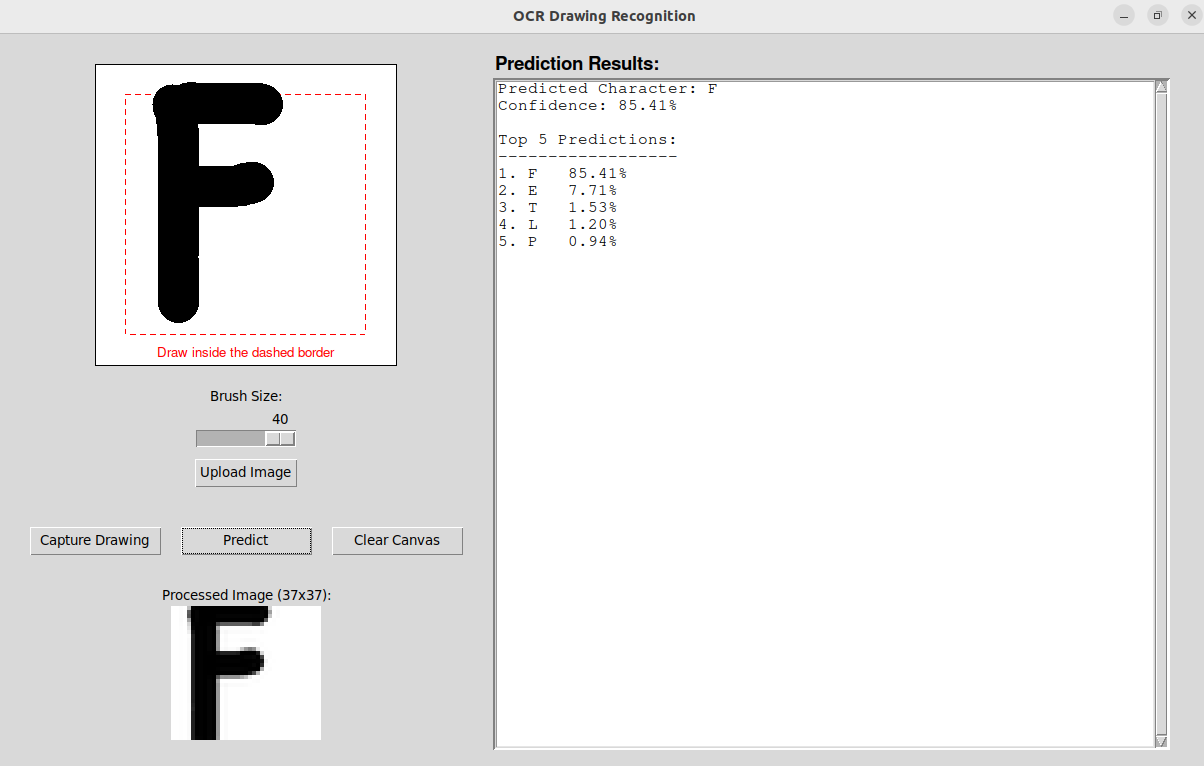 OCR Drawing Recognition
F
Draw inside the dashed border
Brush Size:
40
Upload Image
Capture Drawing Predict Clear Canvas
Processed Image (37x37):
F
Prediction Results:
Predicted Character: F
Confidence: 85.41%
Top 5 Predictions:
------------------
1. F 85.41%
2. E 7.71%
3. T 1.53%
4. L 1.20%
5. P 0.94%